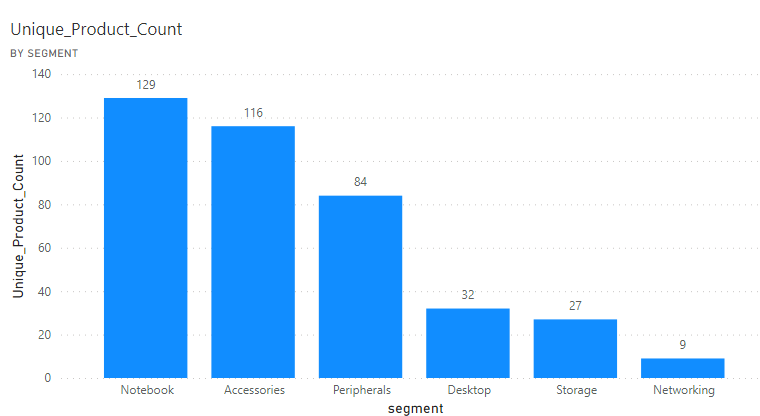 Unique_Product_Count
BY SEGMENT
140
120
100
80
60
40
20
0
Unique_Product_Count
129
116
84
32
27
9
Notebook Accessories Peripherals Desktop Storage Networking
segment